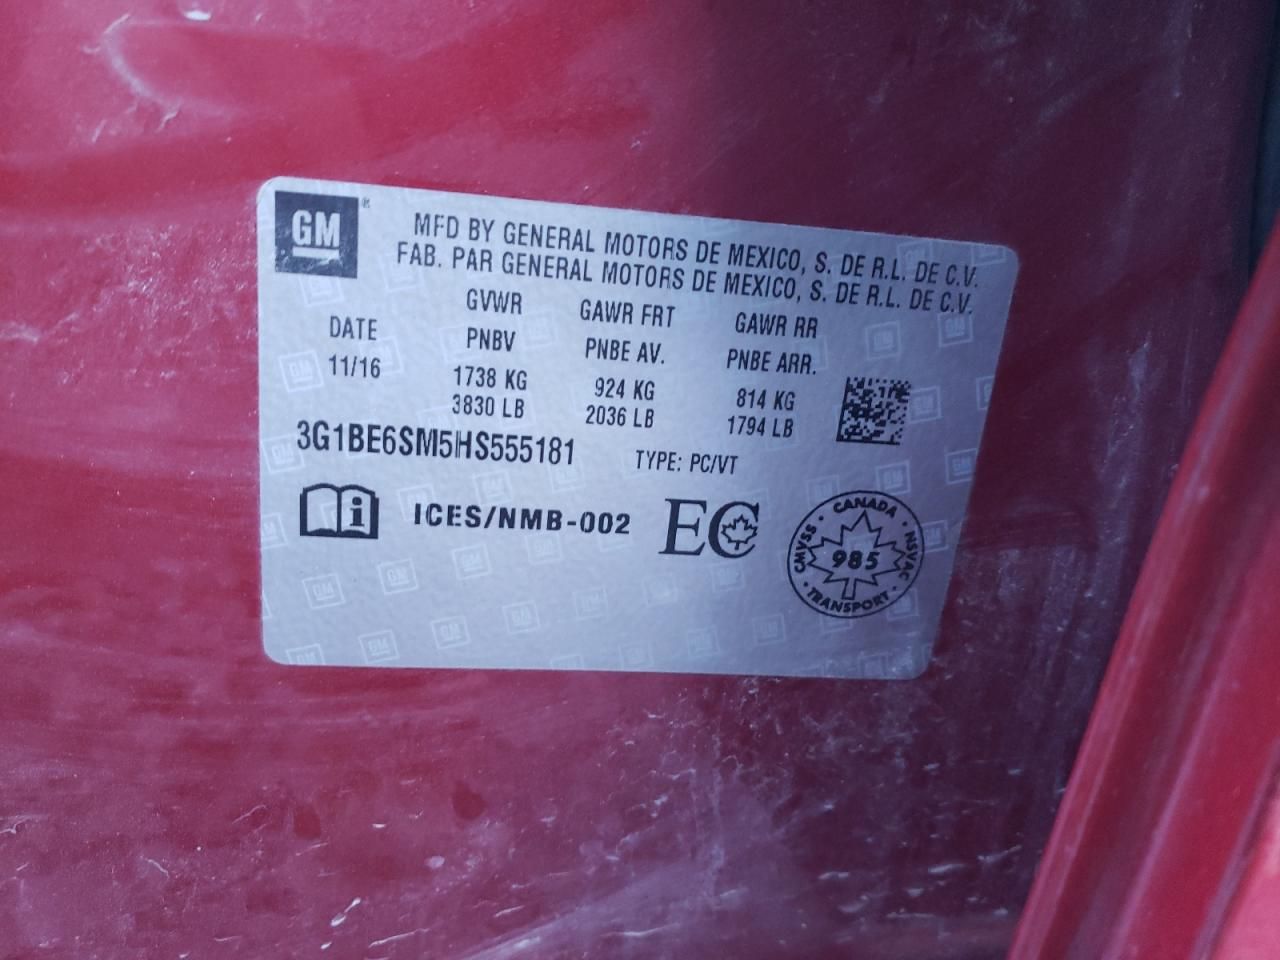 GM®
MFD BY GENERAL MOTORS DE MEXICO, S. DE R.L. DE C.V.
FAB. PAR GENERAL MOTORS DE MEXICO, S. DE R.L. DE C.V.
DATE
11/16
GVWR
PNBV
1738 KG
3830 LB
GAWR FRT
PNBE AV.
924 KG
2036 LB
GAWR RR
PNBE ARR.
814 KG
1794 LB
3G1BE6SM5HS555181
TYPE: PC/VT
i
ICES/NMB-002
EC
CANADA
CMVSS · NSVAC
985
TRANSPORT